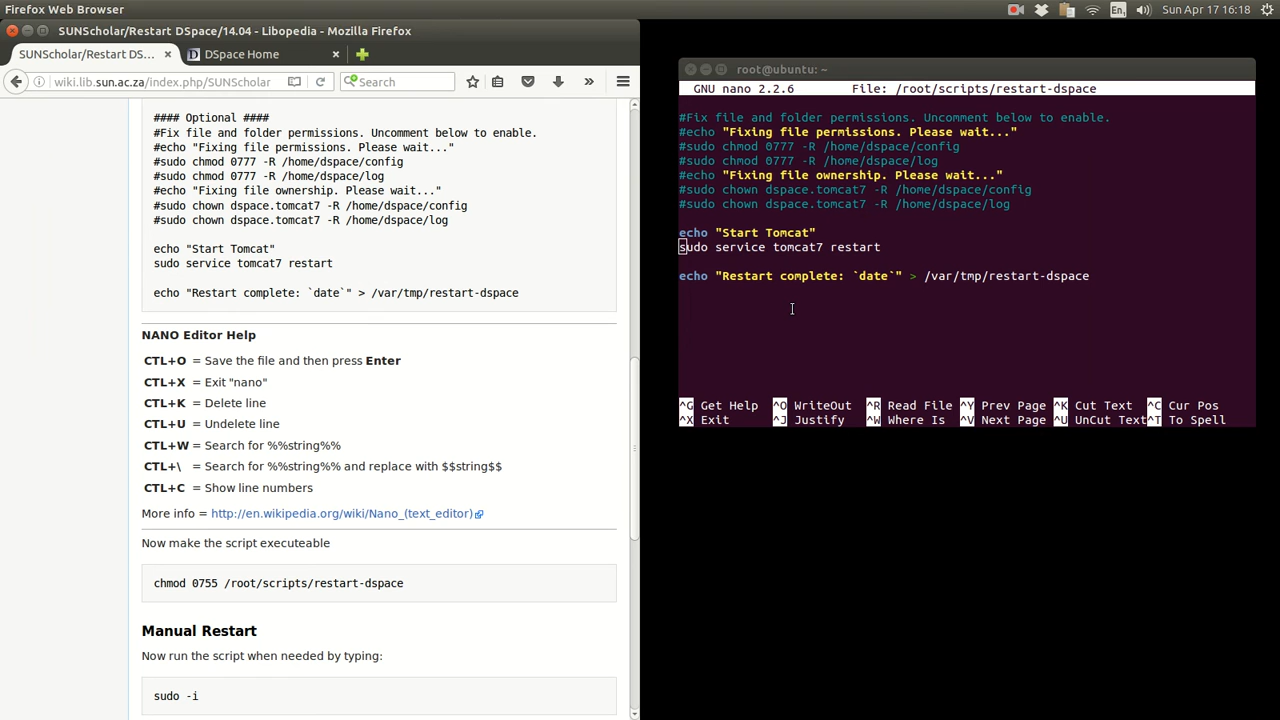 Firefox Web Browser
En1
Sun Apr 17 16:18
SUNScholar/Restart DSpace/14.04 - Libopedia - Mozilla Firefox
SUNScholar/Restart DS...
DSpace Home
wiki.lib.sun.ac.za/index.php/SUNScholar
Search
#### Optional ####
#Fix file and folder permissions. Uncomment below to enable.
#echo "Fixing file permissions. Please wait..."
#sudo chmod 0777 -R /home/dspace/config
#sudo chmod 0777 -R /home/dspace/log
#echo "Fixing file ownership. Please wait..."
#sudo chown dspace.tomcat7 -R /home/dspace/config
#sudo chown dspace.tomcat7 -R /home/dspace/log
echo "Start Tomcat"
sudo service tomcat7 restart
echo "Restart complete: `date`" > /var/tmp/restart-dspace
NANO Editor Help
CTL+O = Save the file and then press Enter
CTL+X = Exit "nano"
CTL+K = Delete line
CTL+U = Undelete line
CTL+W = Search for %%string%%
CTL+\ = Search for %%string%% and replace with $$string$$
CTL+C = Show line numbers
More info = http://en.wikipedia.org/wiki/Nano_(text_editor)
Now make the script executeable
chmod 0755 /root/scripts/restart-dspace
Manual Restart
Now run the script when needed by typing:
sudo -i
root@ubuntu: ~
GNU nano 2.2.6 File: /root/scripts/restart-dspace
#Fix file and folder permissions. Uncomment below to enable.
#echo "Fixing file permissions. Please wait..."
#sudo chmod 0777 -R /home/dspace/config
#sudo chmod 0777 -R /home/dspace/log
#echo "Fixing file ownership. Please wait..."
#sudo chown dspace.tomcat7 -R /home/dspace/config
#sudo chown dspace.tomcat7 -R /home/dspace/log
echo "Start Tomcat"
sudo service tomcat7 restart
echo "Restart complete: `date`" > /var/tmp/restart-dspace
^G Get Help ^O WriteOut ^R Read File ^Y Prev Page ^K Cut Text ^C Cur Pos
^X Exit ^J Justify ^W Where Is ^V Next Page ^U UnCut Text ^T To Spell